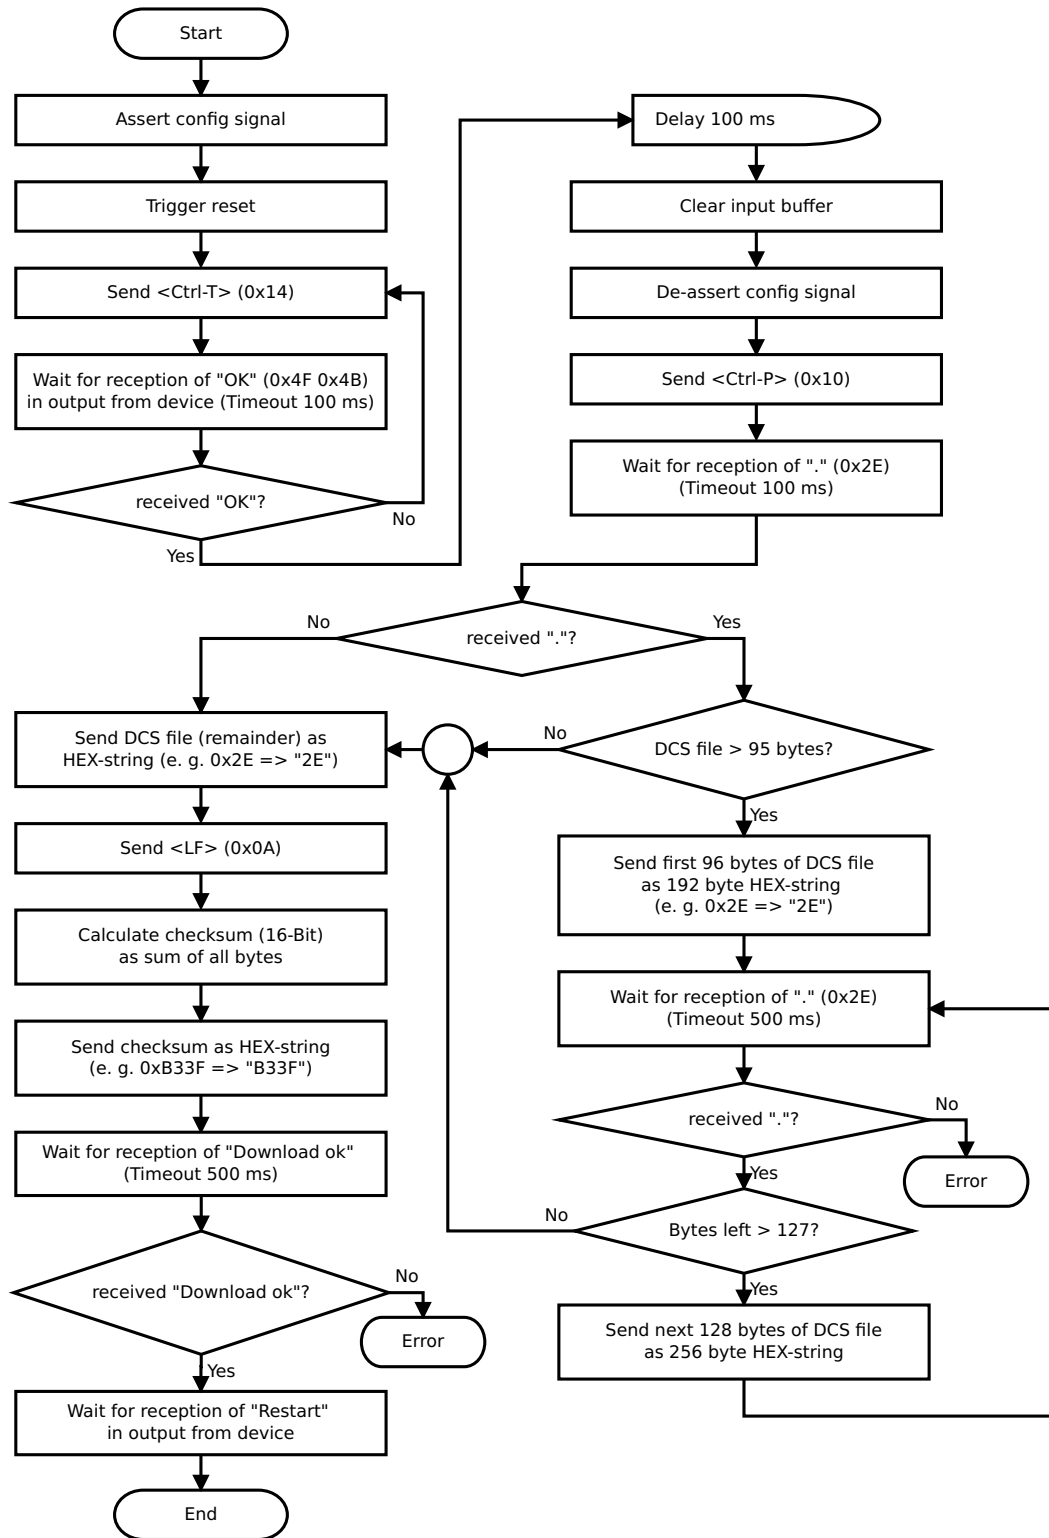 Start
Assert config signal
Trigger reset
Send <Ctrl-T> (0x14)
Wait for reception of "OK" (0x4F 0x4B)
in output from device (Timeout 100 ms)
received "OK"?
No
Yes
Delay 100 ms
Clear input buffer
De-assert config signal
Send <Ctrl-P> (0x10)
Wait for reception of "." (0x2E)
(Timeout 100 ms)
received "."?
No
Yes
Send DCS file (remainder) as
HEX-string (e. g. 0x2E => "2E")
Send <LF> (0x0A)
Calculate checksum (16-Bit)
as sum of all bytes
Send checksum as HEX-string
(e. g. 0xB33F => "B33F")
Wait for reception of "Download ok"
(Timeout 500 ms)
received "Download ok"?
No
Error
Yes
Wait for reception of "Restart"
in output from device
End
DCS file > 95 bytes?
No
Yes
Send first 96 bytes of DCS file
as 192 byte HEX-string
(e. g. 0x2E => "2E")
Wait for reception of "." (0x2E)
(Timeout 500 ms)
received "."?
No
Error
Yes
Bytes left > 127?
No
Yes
Send next 128 bytes of DCS file
as 256 byte HEX-string